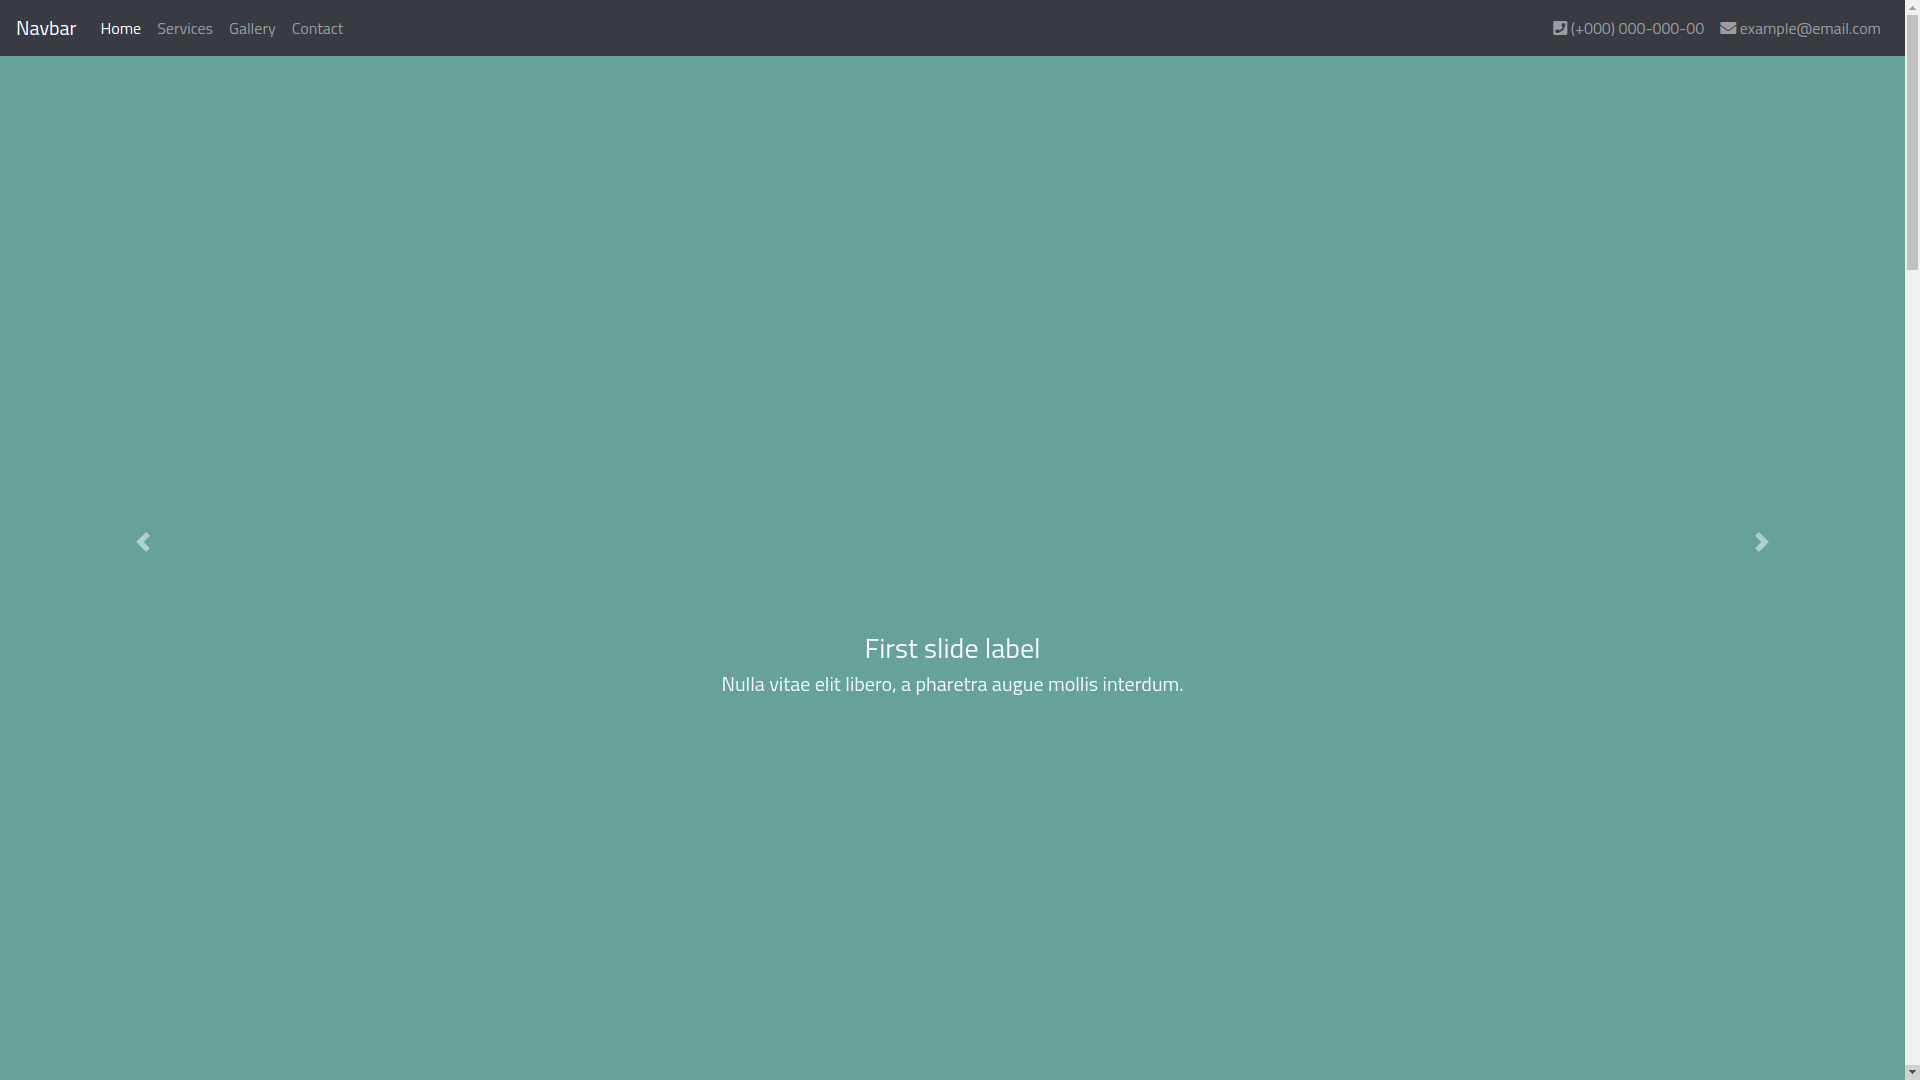 Navbar Home Services Gallery Contact (+000) 000-000-00 example@email.com
First slide label
Nulla vitae elit libero, a pharetra augue mollis interdum.